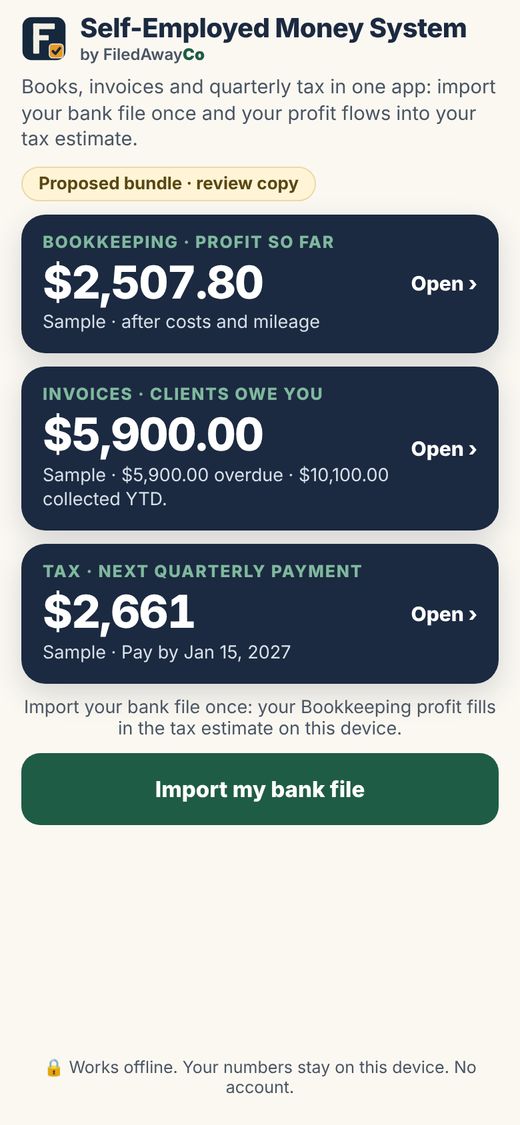 F
Self-Employed Money System
by FiledAwayCo
Books, invoices and quarterly tax in one app: import
your bank file once and your profit flows into your
tax estimate.
Proposed bundle · review copy
BOOKKEEPING · PROFIT SO FAR
$2,507.80
Open ›
Sample · after costs and mileage
INVOICES · CLIENTS OWE YOU
$5,900.00
Open ›
Sample · $5,900.00 overdue · $10,100.00
collected YTD.
TAX · NEXT QUARTERLY PAYMENT
$2,661
Open ›
Sample · Pay by Jan 15, 2027
Import your bank file once: your Bookkeeping profit fills
in the tax estimate on this device.
Import my bank file
🔒 Works offline. Your numbers stay on this device. No
account.